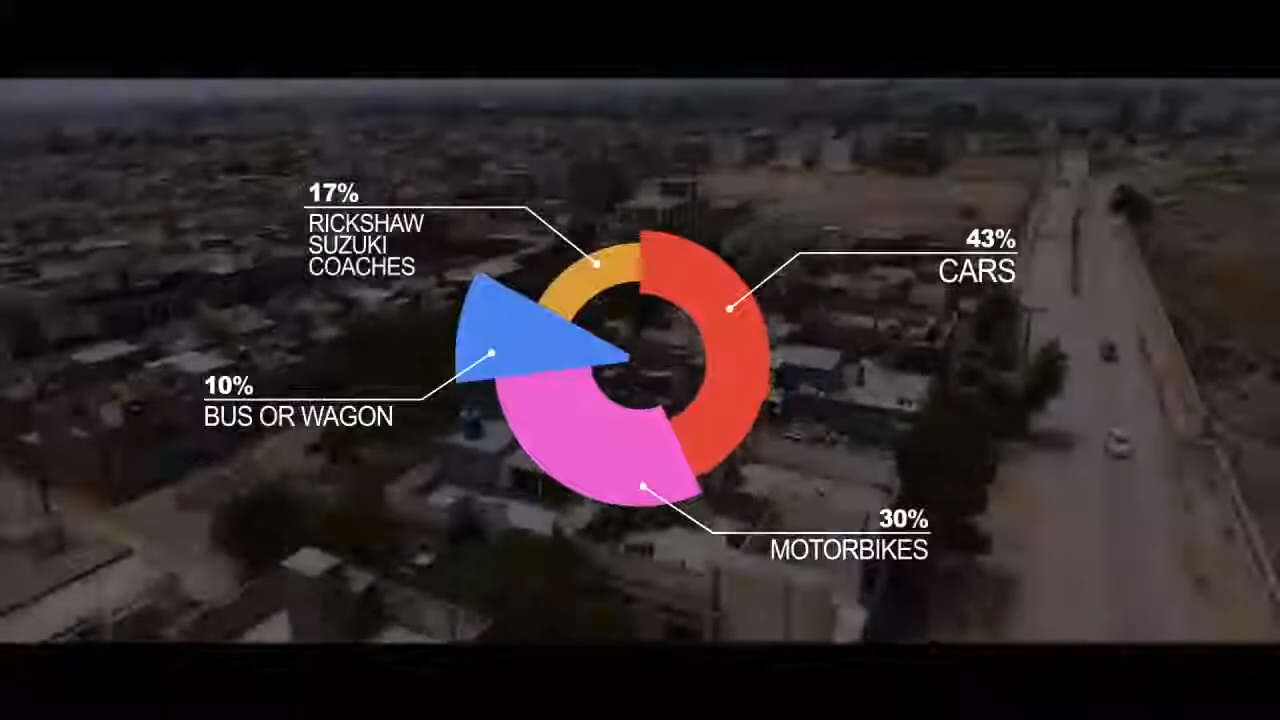 17%
RICKSHAW
SUZUKI
COACHES
43%
CARS
10%
BUS OR WAGON
30%
MOTORBIKES